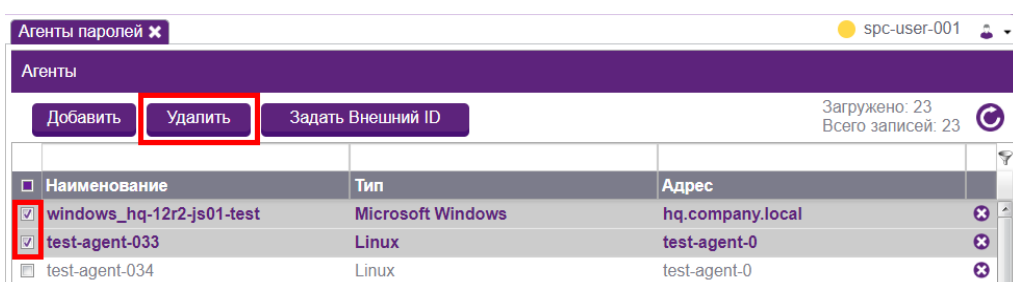 Агенты паролей
spc-user-001
Агенты
Добавить Удалить Задать Внешний ID Загружено: 23
Всего записей: 23
Наименование Тип Адрес
windows_hq-12r2-js01-test Microsoft Windows hq.company.local
test-agent-033 Linux test-agent-0
test-agent-034 Linux test-agent-0